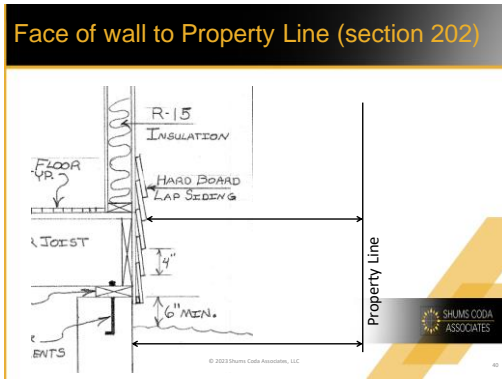 Face of wall to Property Line (section 202)
R-15
INSULATION
FLOOR
YP.
HARD BOARD
LAP SIDING
JOIST
4"
6" MIN.
ENTS
Property Line
SHUMS CODA
ASSOCIATES
© 2023 Shums Coda Associates, LLC
40